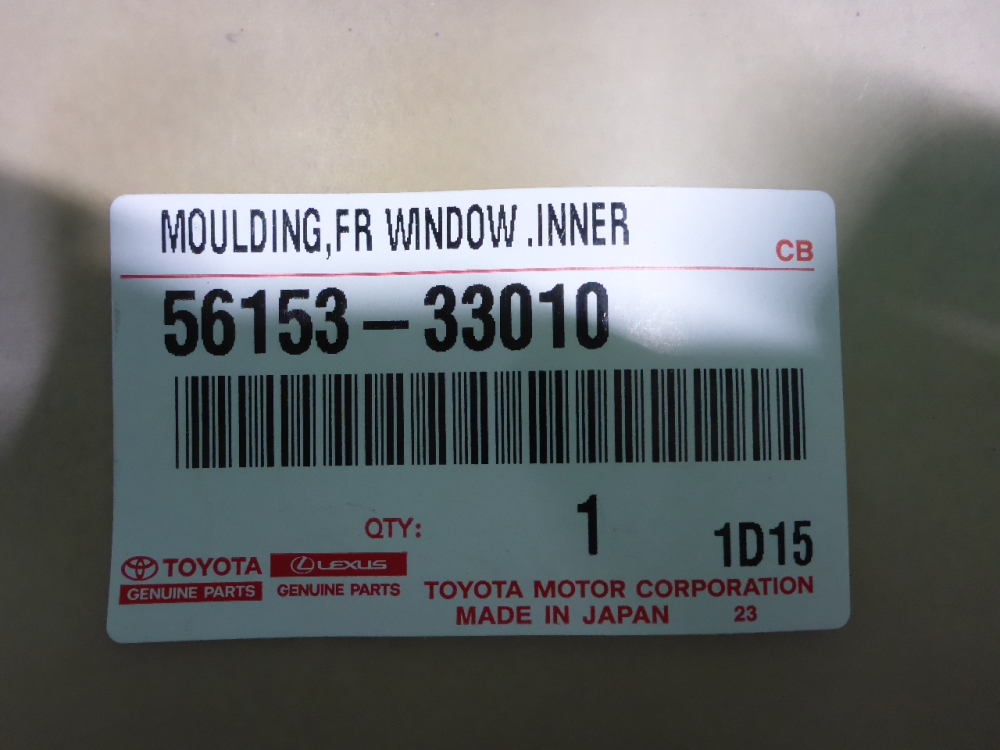 MOULDING,FR WINDOW .INNER
CB
56153-33010
QTY: 1 1D15
TOYOTA LEXUS
GENUINE PARTS GENUINE PARTS
TOYOTA MOTOR CORPORATION
MADE IN JAPAN 23